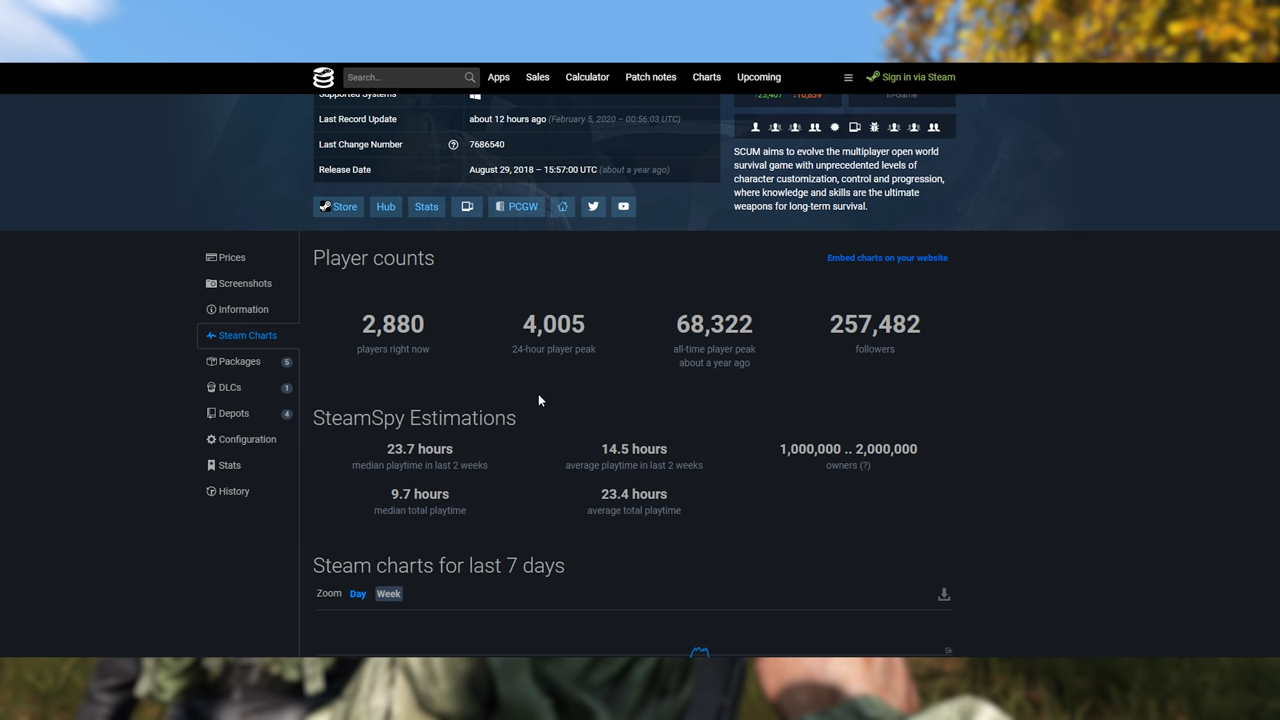 Search...
Apps
Sales
Calculator
Patch notes
Charts
Upcoming
Sign in via Steam
Supported Systems
Last Record Update about 12 hours ago (February 5, 2020 – 00:56:03 UTC)
Last Change Number 7686540
Release Date August 29, 2018 – 15:57:00 UTC (about a year ago)
In-Game
SCUM aims to evolve the multiplayer open world
survival game with unprecedented levels of
character customization, control and progression,
where knowledge and skills are the ultimate
weapons for long-term survival.
Store
Hub
Stats
PCGW
Prices
Screenshots
Information
Steam Charts
Packages 5
DLCs 1
Depots 4
Configuration
Stats
History
Player counts
Embed charts on your website
2,880
players right now
4,005
24-hour player peak
68,322
all-time player peak
about a year ago
257,482
followers
SteamSpy Estimations
23.7 hours
median playtime in last 2 weeks
14.5 hours
average playtime in last 2 weeks
1,000,000 .. 2,000,000
owners (?)
9.7 hours
median total playtime
23.4 hours
average total playtime
Steam charts for last 7 days
Zoom Day Week
5k